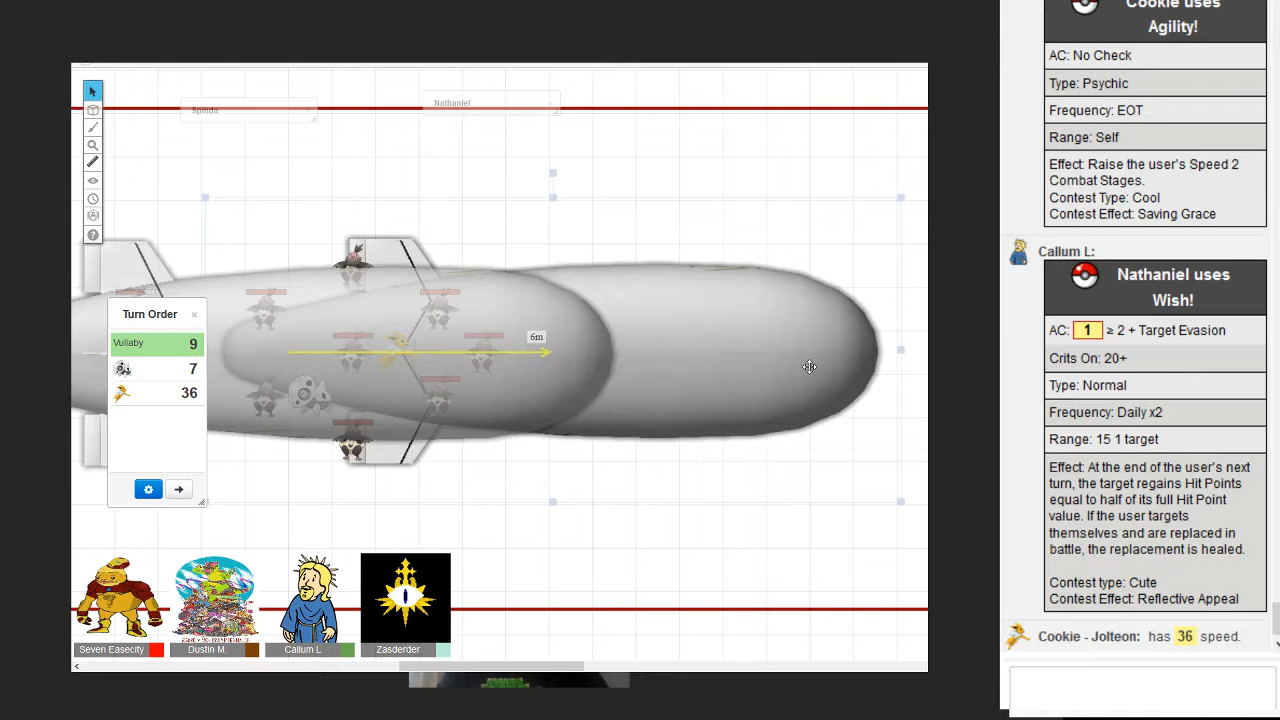 Spinda
Nathaniel
6m
Turn Order ×
Vullaby 9
7
36
Seven Easecity
Dustin M.
Callum L
Zasderder
Cookie uses
Agility!
AC: No Check
Type: Psychic
Frequency: EOT
Range: Self
Effect: Raise the user's Speed 2
Combat Stages.
Contest Type: Cool
Contest Effect: Saving Grace
Callum L:
Nathaniel uses
Wish!
AC: 1 ≥ 2 + Target Evasion
Crits On: 20+
Type: Normal
Frequency: Daily x2
Range: 15 1 target
Effect: At the end of the user's next
turn, the target regains Hit Points
equal to half of its full Hit Point
value. If the user targets
themselves and are replaced in
battle, the replacement is healed.
Contest type: Cute
Contest Effect: Reflective Appeal
Cookie - Jolteon: has 36 speed.